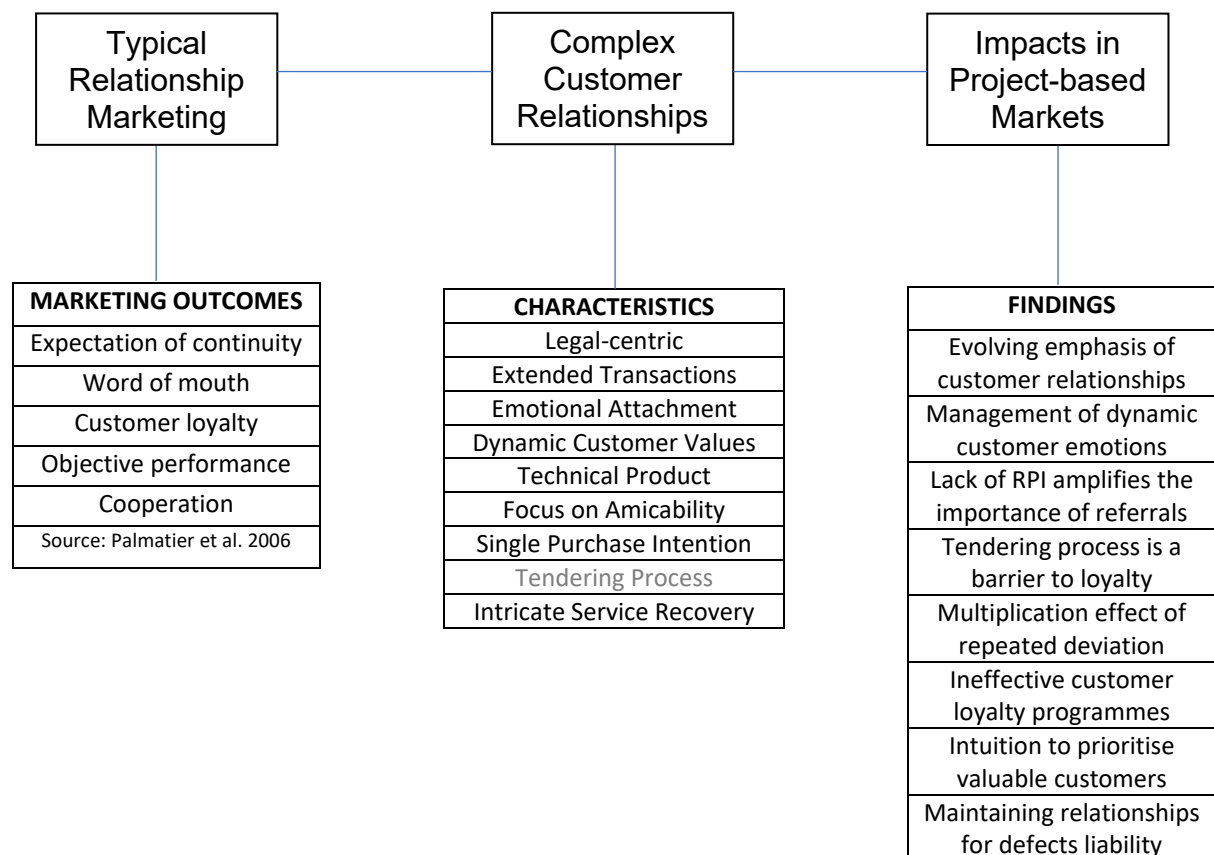 Typical
Relationship
Marketing
Complex
Customer
Relationships
Impacts in
Project-based
Markets
MARKETING OUTCOMES
Expectation of continuity
Word of mouth
Customer loyalty
Objective performance
Cooperation
Source: Palmatier et al. 2006
CHARACTERISTICS
Legal-centric
Extended Transactions
Emotional Attachment
Dynamic Customer Values
Technical Product
Focus on Amicability
Single Purchase Intention
Tendering Process
Intricate Service Recovery
FINDINGS
Evolving emphasis of
customer relationships
Management of dynamic
customer emotions
Lack of RPI amplifies the
importance of referrals
Tendering process is a
barrier to loyalty
Multiplication effect of
repeated deviation
Ineffective customer
loyalty programmes
Intuition to prioritise
valuable customers
Maintaining relationships
for defects liability